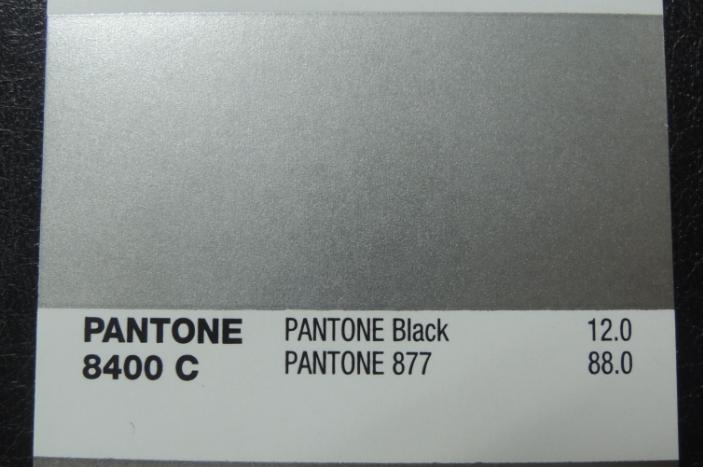 PANTONE PANTONE Black 12.0
8400 C PANTONE 877 88.0